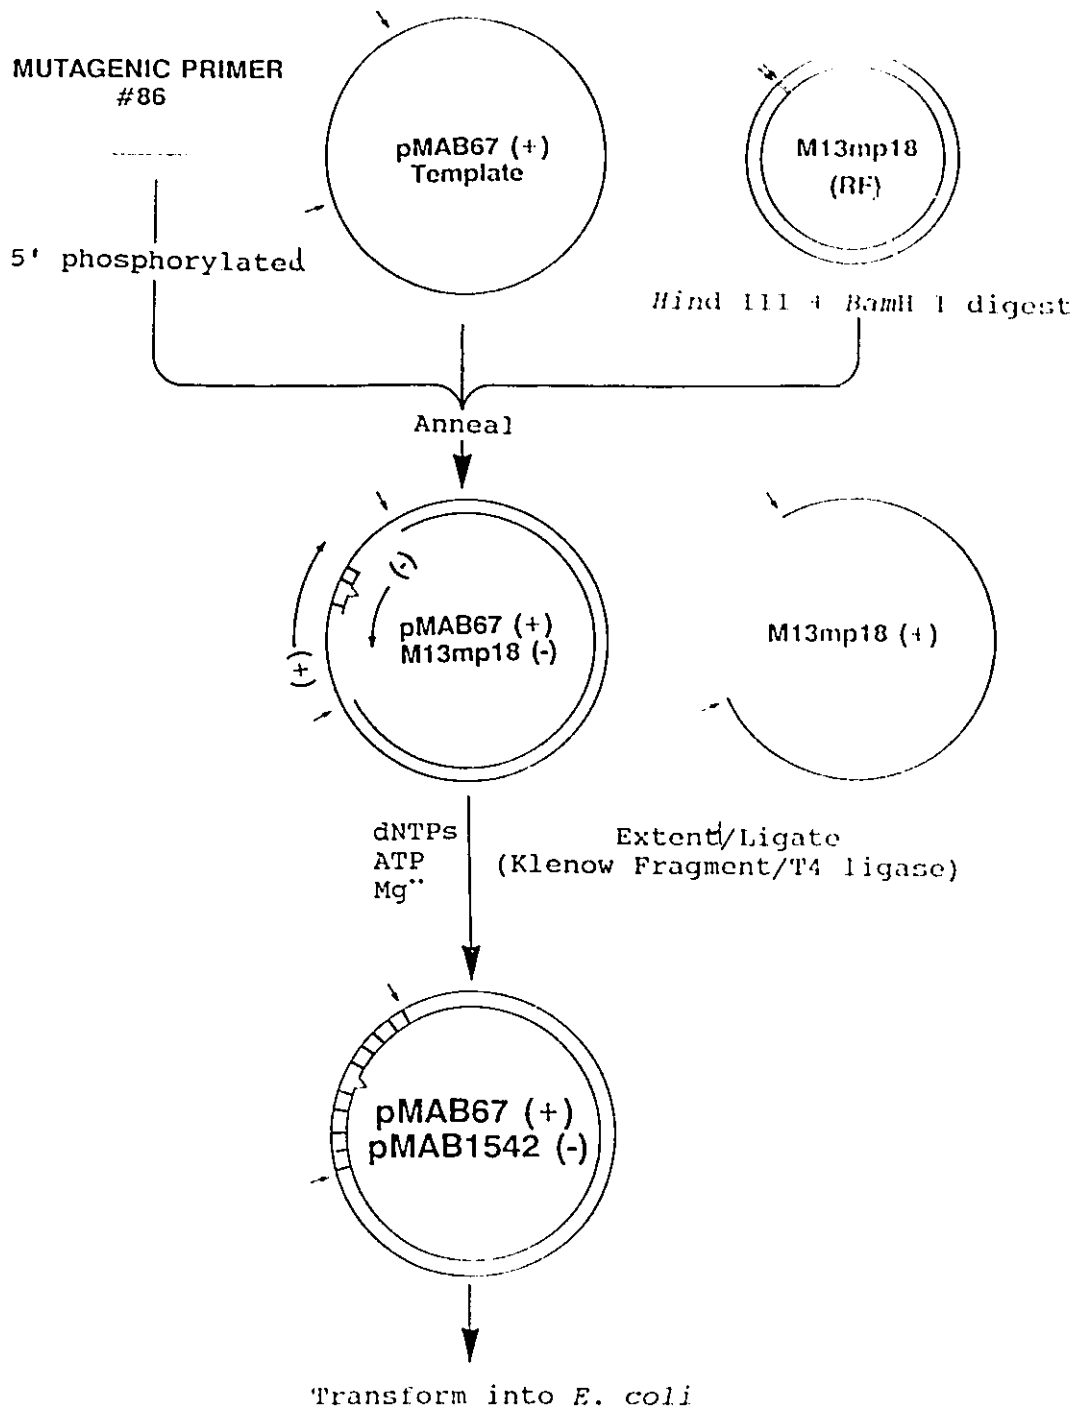 MUTAGENIC PRIMER
#86
pMAB67 (+)
Template
M13mp18
(RF)
5' phosphorylated
Hind III + BamH I digest
Anneal
(-)
(+)
pMAB67 (+)
M13mp18 (-)
M13mp18 (+)
dNTPs
ATP
Mg¨
Extend/Ligate
(Klenow Fragment/T4 ligase)
pMAB67 (+)
pMAB1542 (-)
Transform into E. coli